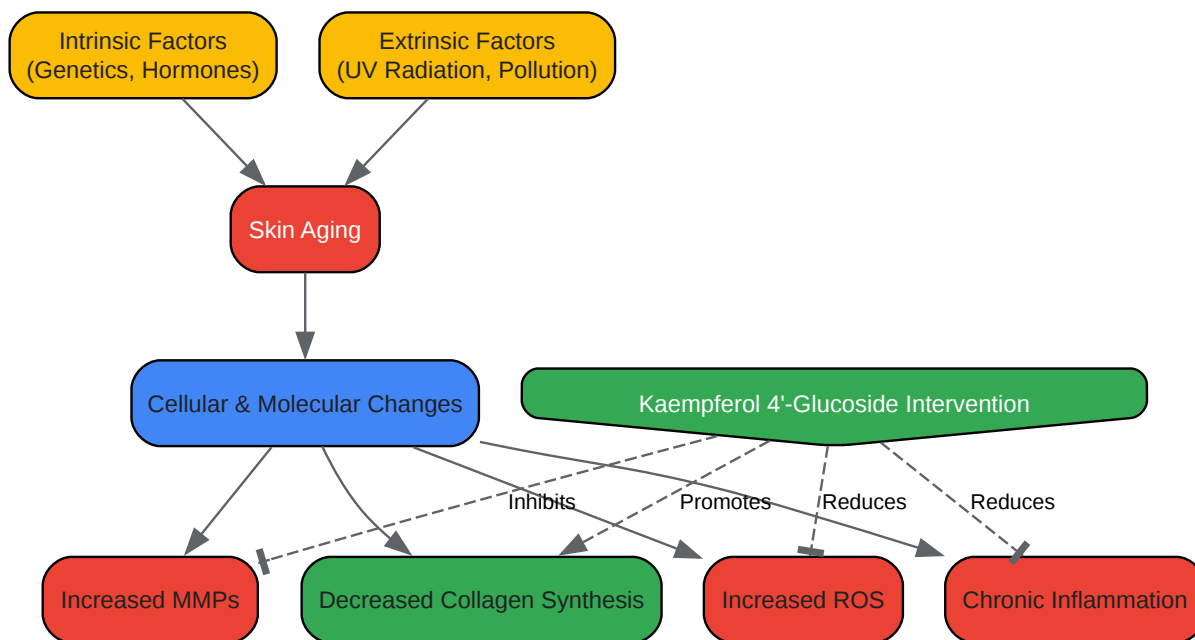 Intrinsic Factors
(Genetics, Hormones)
Extrinsic Factors
(UV Radiation, Pollution)
Skin Aging
Cellular & Molecular Changes
Kaempferol 4'-Glucoside Intervention
Inhibits
Promotes
Reduces
Reduces
Increased MMPs
Decreased Collagen Synthesis
Increased ROS
Chronic Inflammation